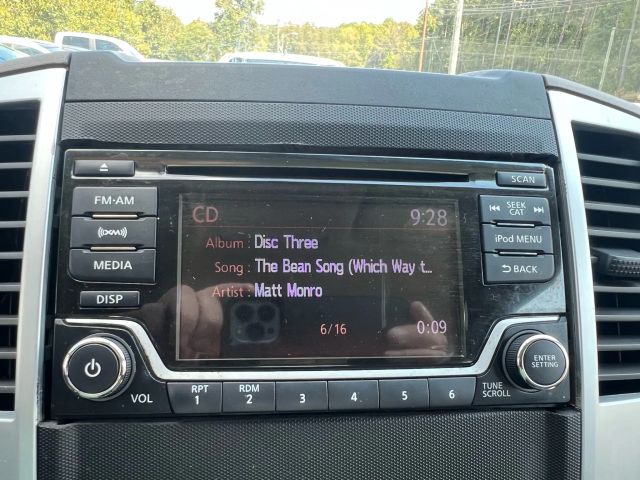 SCAN
FM·AM
(XM)
MEDIA
DISP
CD 9:28
Album : Disc Three
Song : The Bean Song (Which Way t...
Artist : Matt Monro
6/16 0:09
SEEK
CAT
iPod MENU
BACK
VOL
RPT
1
RDM
2
3
4
5
6
TUNE
SCROLL
ENTER
SETTING